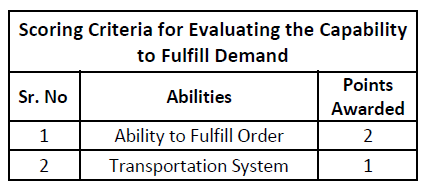 Scoring Criteria for Evaluating the Capability
to Fulfill Demand
Sr. No Abilities Points Awarded
1 Ability to Fulfill Order 2
2 Transportation System 1